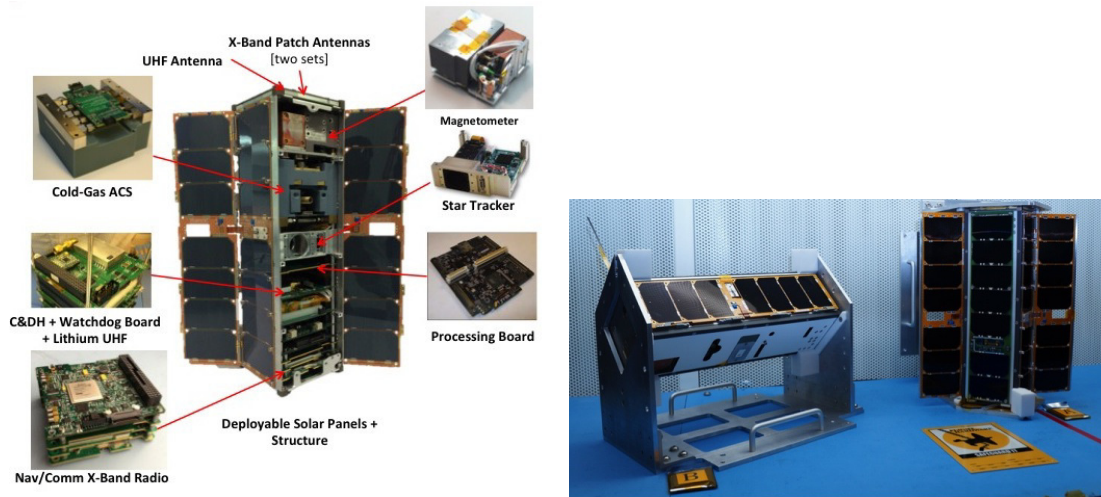 X-Band Patch Antennas
[two sets]
UHF Antenna
Magnetometer
Cold-Gas ACS
Star Tracker
C&DH + Watchdog Board
+ Lithium UHF
Processing Board
Deployable Solar Panels +
Structure
Nav/Comm X-Band Radio
B